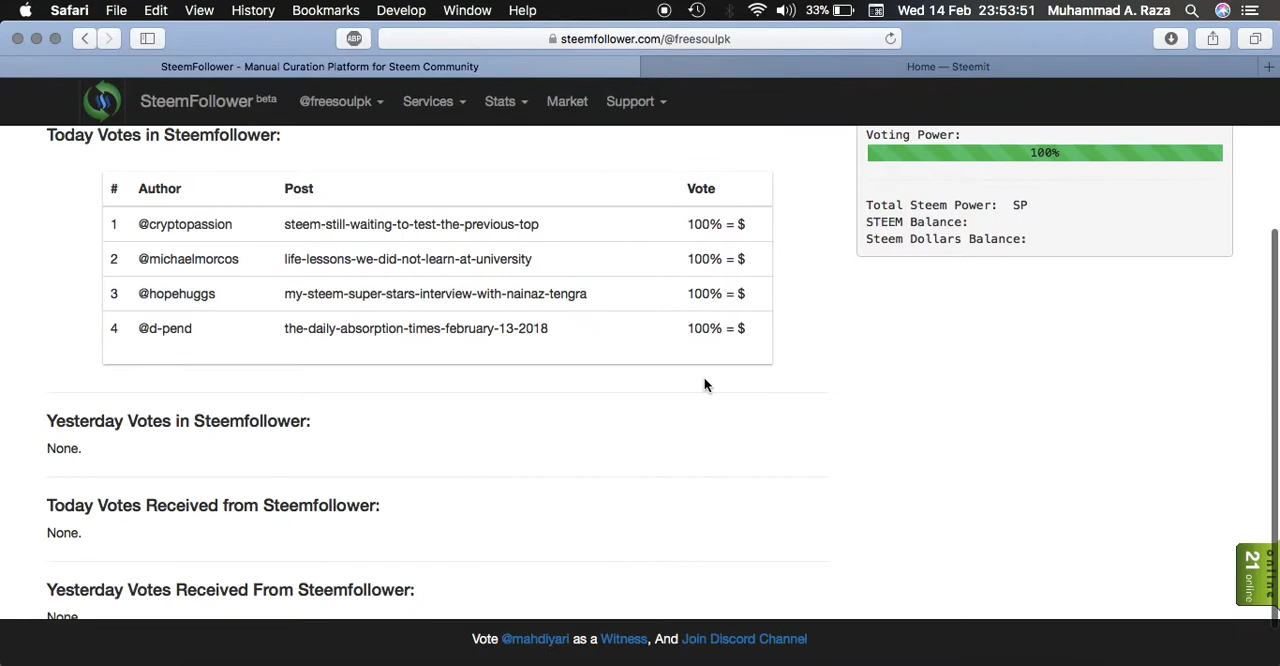 Safari File Edit View History Bookmarks Develop Window Help 33% Wed 14 Feb 23:53:51 Muhammad A. Raza
ABP steemfollower.com/@freesoulpk
SteemFollower - Manual Curation Platform for Steem Community Home — Steemit
SteemFollower beta @freesoulpk Services Stats Market Support
Today Votes in Steemfollower:
# Author Post Vote
1 @cryptopassion steem-still-waiting-to-test-the-previous-top 100% = $
2 @michaelmorcos life-lessons-we-did-not-learn-at-university 100% = $
3 @hopehuggs my-steem-super-stars-interview-with-nainaz-tengra 100% = $
4 @d-pend the-daily-absorption-times-february-13-2018 100% = $
Yesterday Votes in Steemfollower:
None.
Today Votes Received from Steemfollower:
None.
Yesterday Votes Received From Steemfollower:
None.
Voting Power:
100%
Total Steem Power: SP
STEEM Balance:
Steem Dollars Balance:
21 online
online
Vote @mahdiyari as a Witness, And Join Discord Channel